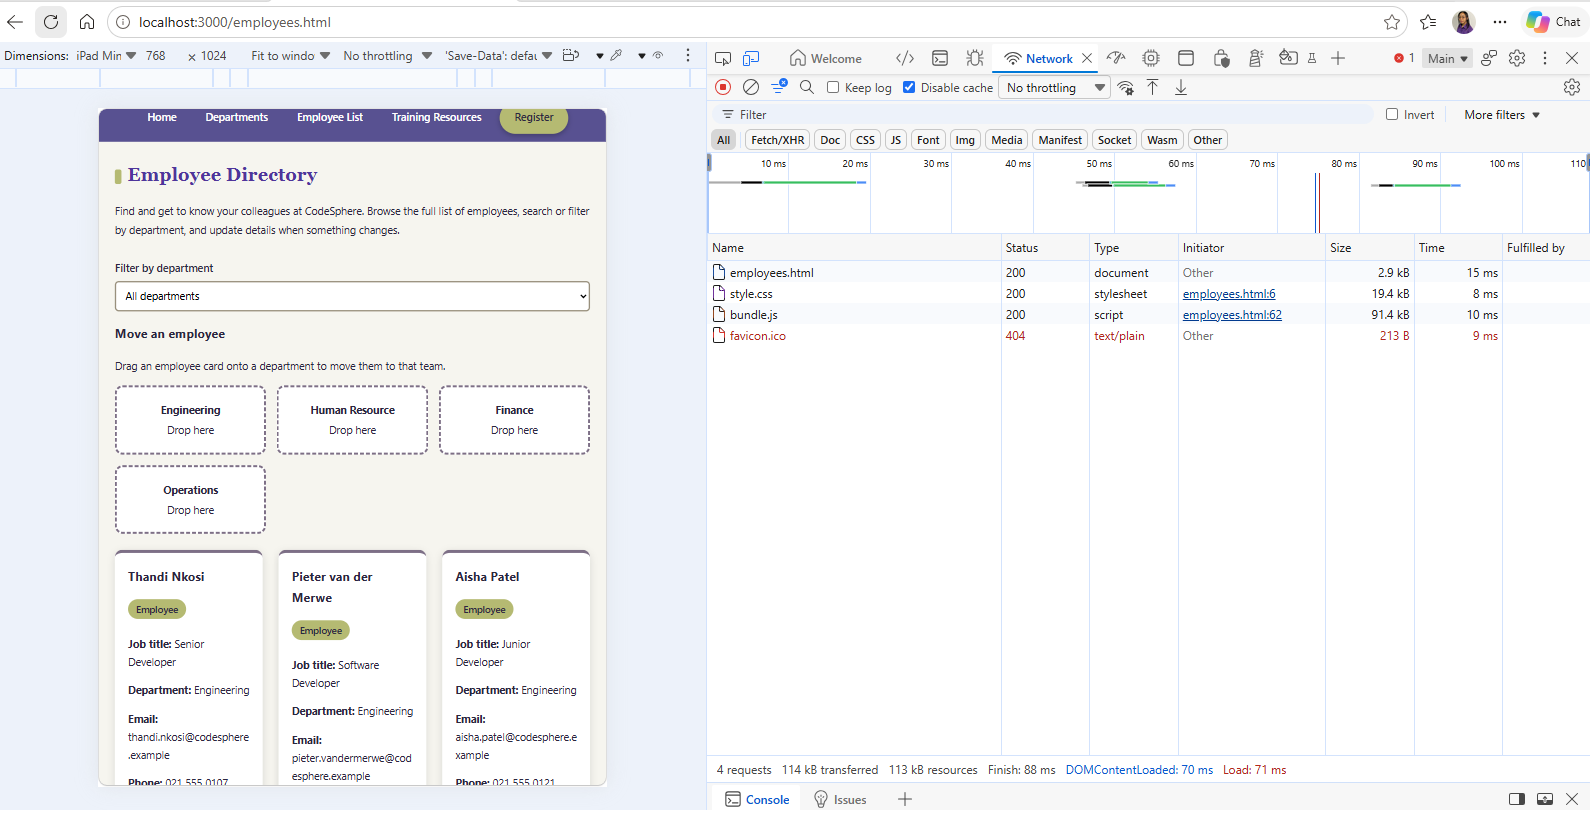 localhost:3000/employees.html
Chat
Dimensions: iPad Min 768 x 1024 Fit to windo No throttling 'Save-Data': defau
Welcome
Network
1
Main
Keep log
Disable cache
No throttling
Filter
Invert
More filters
All Fetch/XHR Doc CSS JS Font Img Media Manifest Socket Wasm Other
10 ms 20 ms 30 ms 40 ms 50 ms 60 ms 70 ms 80 ms 90 ms 100 ms 110
Name Status Type Initiator Size Time Fulfilled by
employees.html 200 document Other 2.9 kB 15 ms
style.css 200 stylesheet employees.html:6 19.4 kB 8 ms
bundle.js 200 script employees.html:62 91.4 kB 10 ms
favicon.ico 404 text/plain Other 213 B 9 ms
4 requests 114 kB transferred 113 kB resources Finish: 88 ms DOMContentLoaded: 70 ms Load: 71 ms
Console
Issues
Home Departments Employee List Training Resources Register
Employee Directory
Find and get to know your colleagues at CodeSphere. Browse the full list of employees, search or filter
by department, and update details when something changes.
Filter by department
All departments
Move an employee
Drag an employee card onto a department to move them to that team.
Engineering
Drop here
Human Resource
Drop here
Finance
Drop here
Operations
Drop here
Thandi Nkosi
Employee
Job title: Senior
Developer
Department: Engineering
Email:
thandi.nkosi@codesphere
.example
Phone: 021 555 0107
Pieter van der
Merwe
Employee
Job title: Software
Developer
Department: Engineering
Email:
pieter.vandermerwe@cod
esphere.example
Aisha Patel
Employee
Job title: Junior
Developer
Department: Engineering
Email:
aisha.patel@codesphere.e
xample
Phone: 021 555 0121